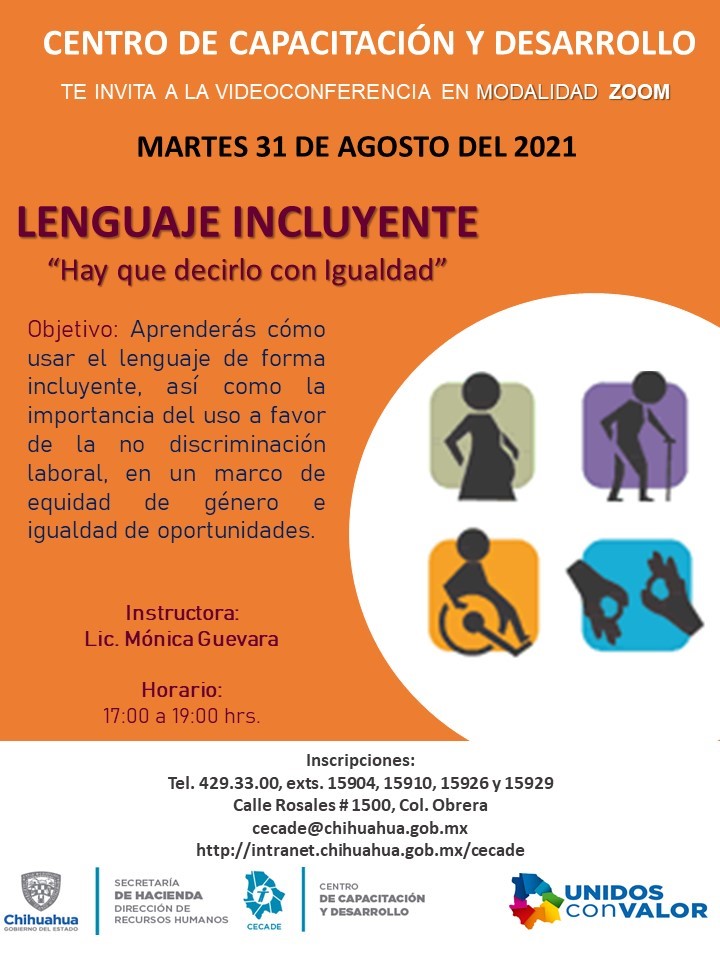 CENTRO DE CAPACITACIÓN Y DESARROLLO
TE INVITA A LA VIDEOCONFERENCIA EN MODALIDAD ZOOM
MARTES 31 DE AGOSTO DEL 2021
LENGUAJE INCLUYENTE
“Hay que decirlo con Igualdad”
Objetivo: Aprenderás cómo
usar el lenguaje de forma
incluyente, así como la
importancia del uso a favor
de la no discriminación
laboral, en un marco de
equidad de género e
igualdad de oportunidades.
Instructora:
Lic. Mónica Guevara
Horario:
17:00 a 19:00 hrs.
Inscripciones:
Tel. 429.33.00, exts. 15904, 15910, 15926 y 15929
Calle Rosales # 1500, Col. Obrera
cecade@chihuahua.gob.mx
http://intranet.chihuahua.gob.mx/cecade
Chihuahua
GOBIERNO DEL ESTADO
SECRETARÍA
DE HACIENDA
DIRECCIÓN DE
RECURSOS HUMANOS
CECADE
CENTRO
DE CAPACITACIÓN
Y DESARROLLO
UNIDOS
conVALOR